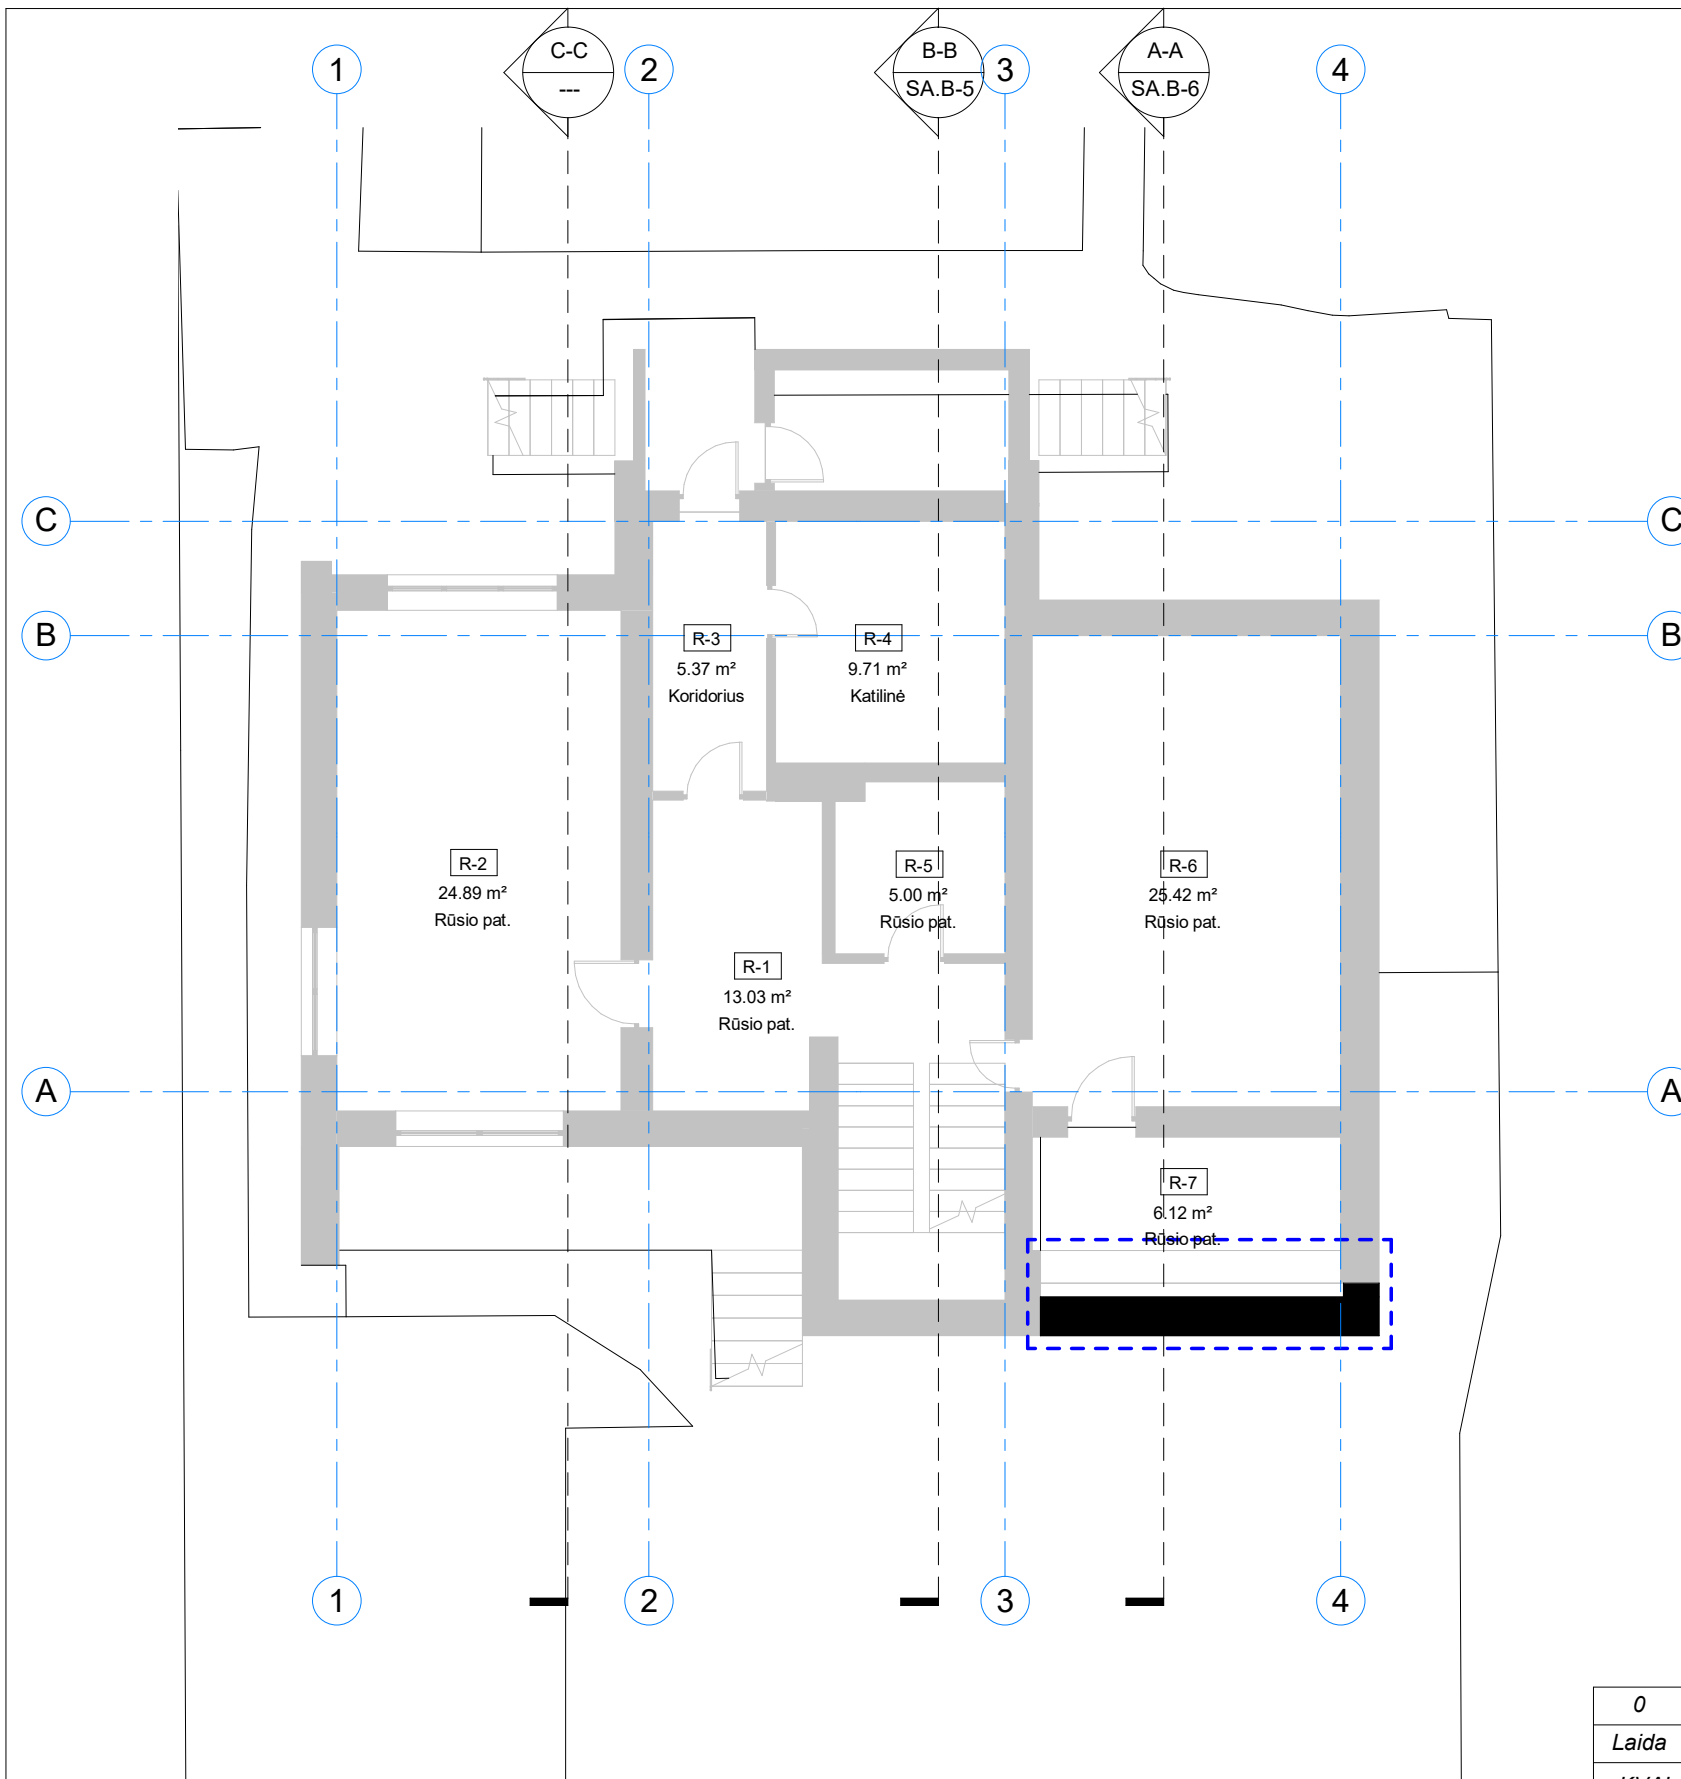 C-C
---
B-B
SA.B-5
A-A
SA.B-6
1
2
3
4
C
C
B
B
R-3
5.37 m²
Koridorius
R-4
9.71 m²
Katilinė
R-2
24.89 m²
Rūsio pat.
R-5
5.00 m²
Rūsio pat.
R-6
25.42 m²
Rūsio pat.
R-1
13.03 m²
Rūsio pat.
A
A
R-7
6.12 m²
Rūsio pat.
1
2
3
4
0
Laida